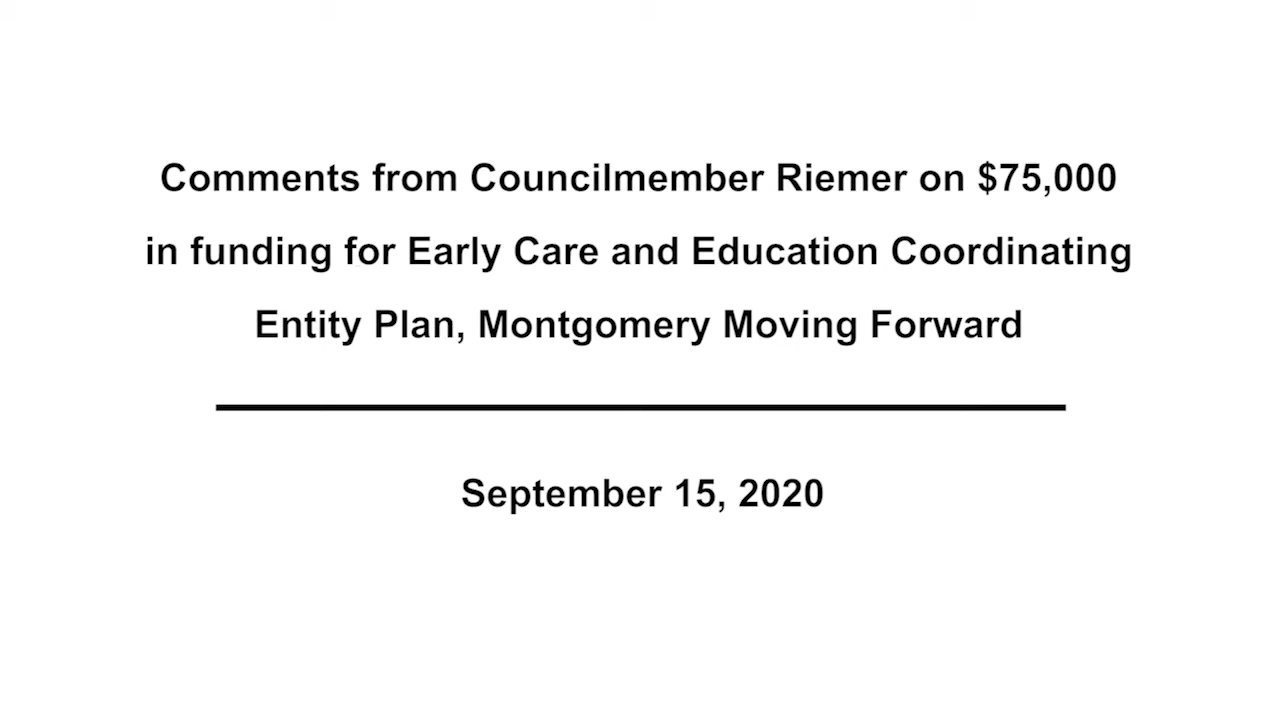 Comments from Councilmember Riemer on $75,000
in funding for Early Care and Education Coordinating
Entity Plan, Montgomery Moving Forward
September 15, 2020